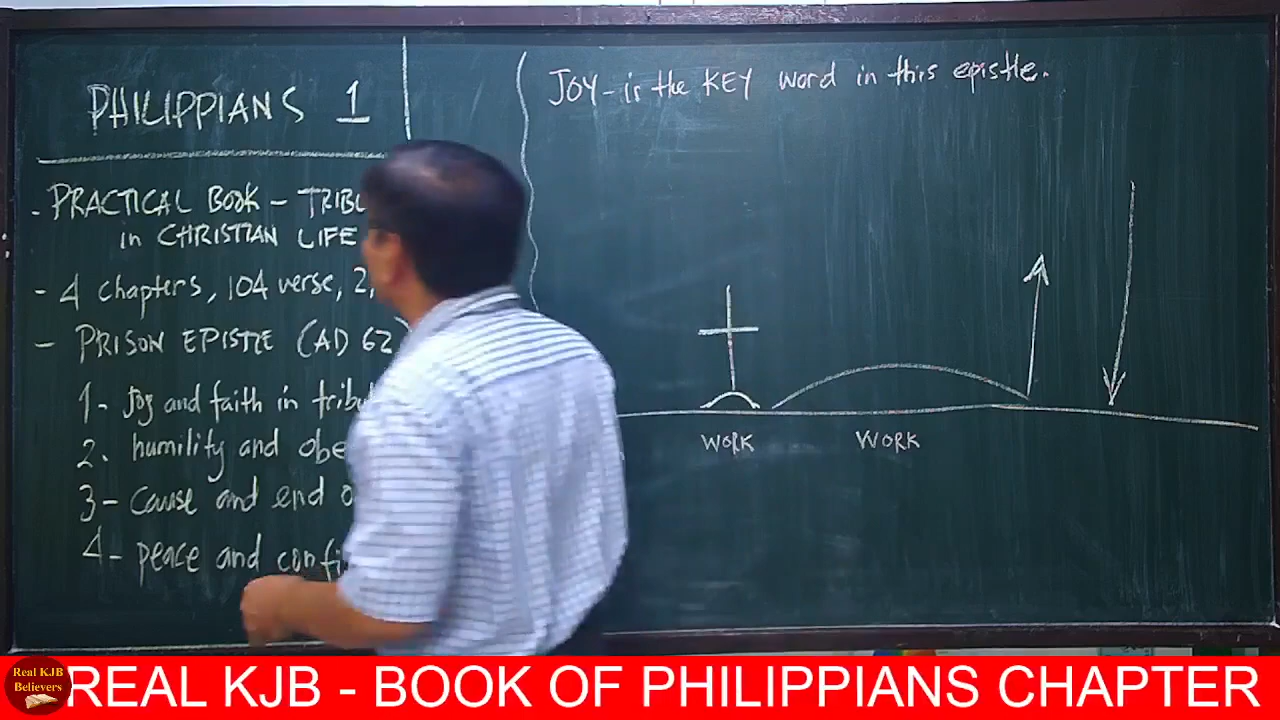 PHILIPPIANS 1
- PRACTICAL BOOK - TRIBU
in CHRISTIAN LIFE
- 4 chapters, 104 verse, 2,
- PRISON EPISTLE (AD 62)
1- Joy and faith in tribu
2. humility and obe
3- cause and end o
4- peace and confi
JOY - is the KEY word in this epistle.
WORK WORK
Real KJB
Believers
REAL KJB - BOOK OF PHILIPPIANS CHAPTER